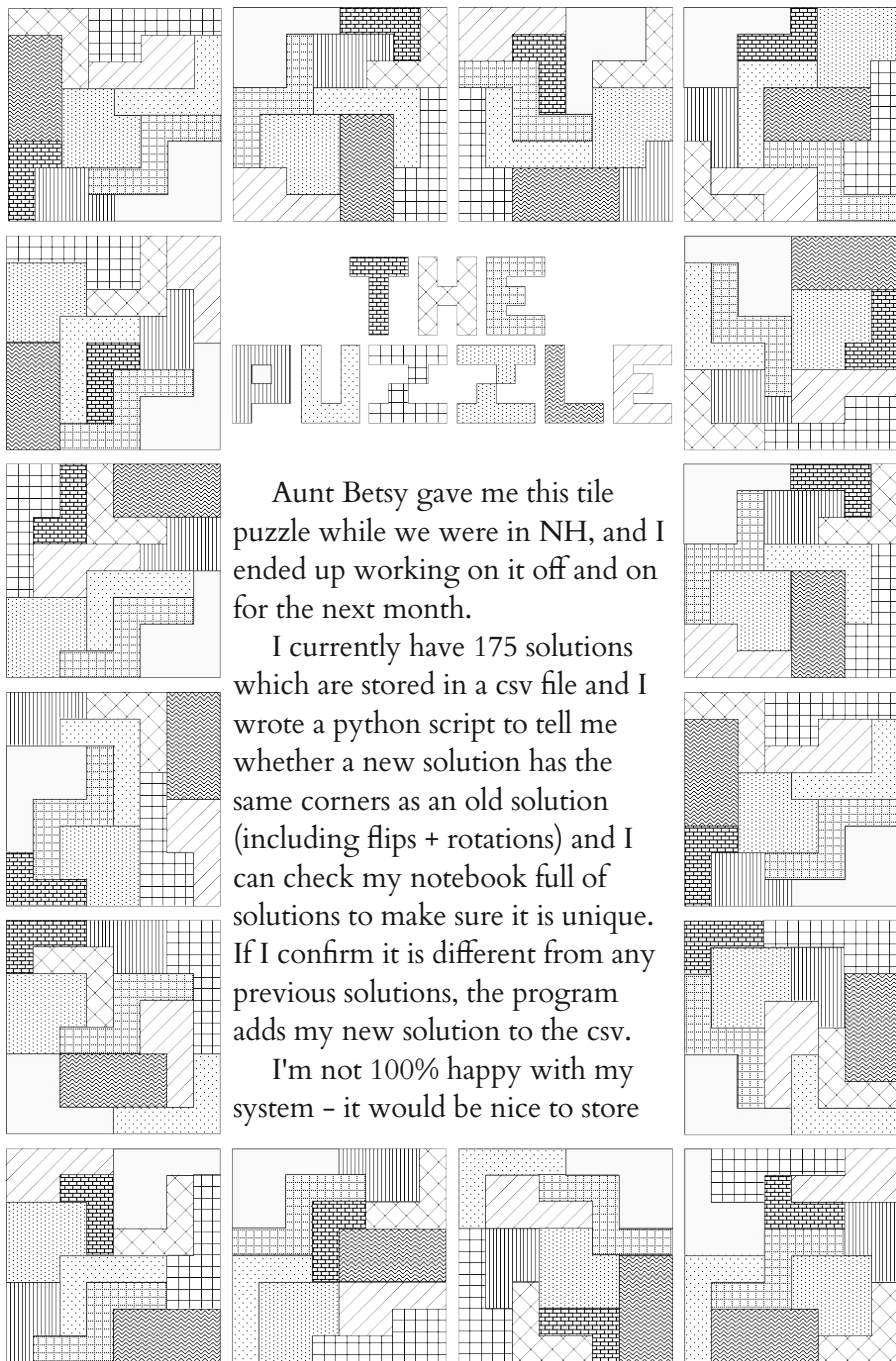 THE
PUZZLE
Aunt Betsy gave me this tile
puzzle while we were in NH, and I
ended up working on it off and on
for the next month.
I currently have 175 solutions
which are stored in a csv file and I
wrote a python script to tell me
whether a new solution has the
same corners as an old solution
(including flips + rotations) and I
can check my notebook full of
solutions to make sure it is unique.
If I confirm it is different from any
previous solutions, the program
adds my new solution to the csv.
I'm not 100% happy with my
system - it would be nice to store